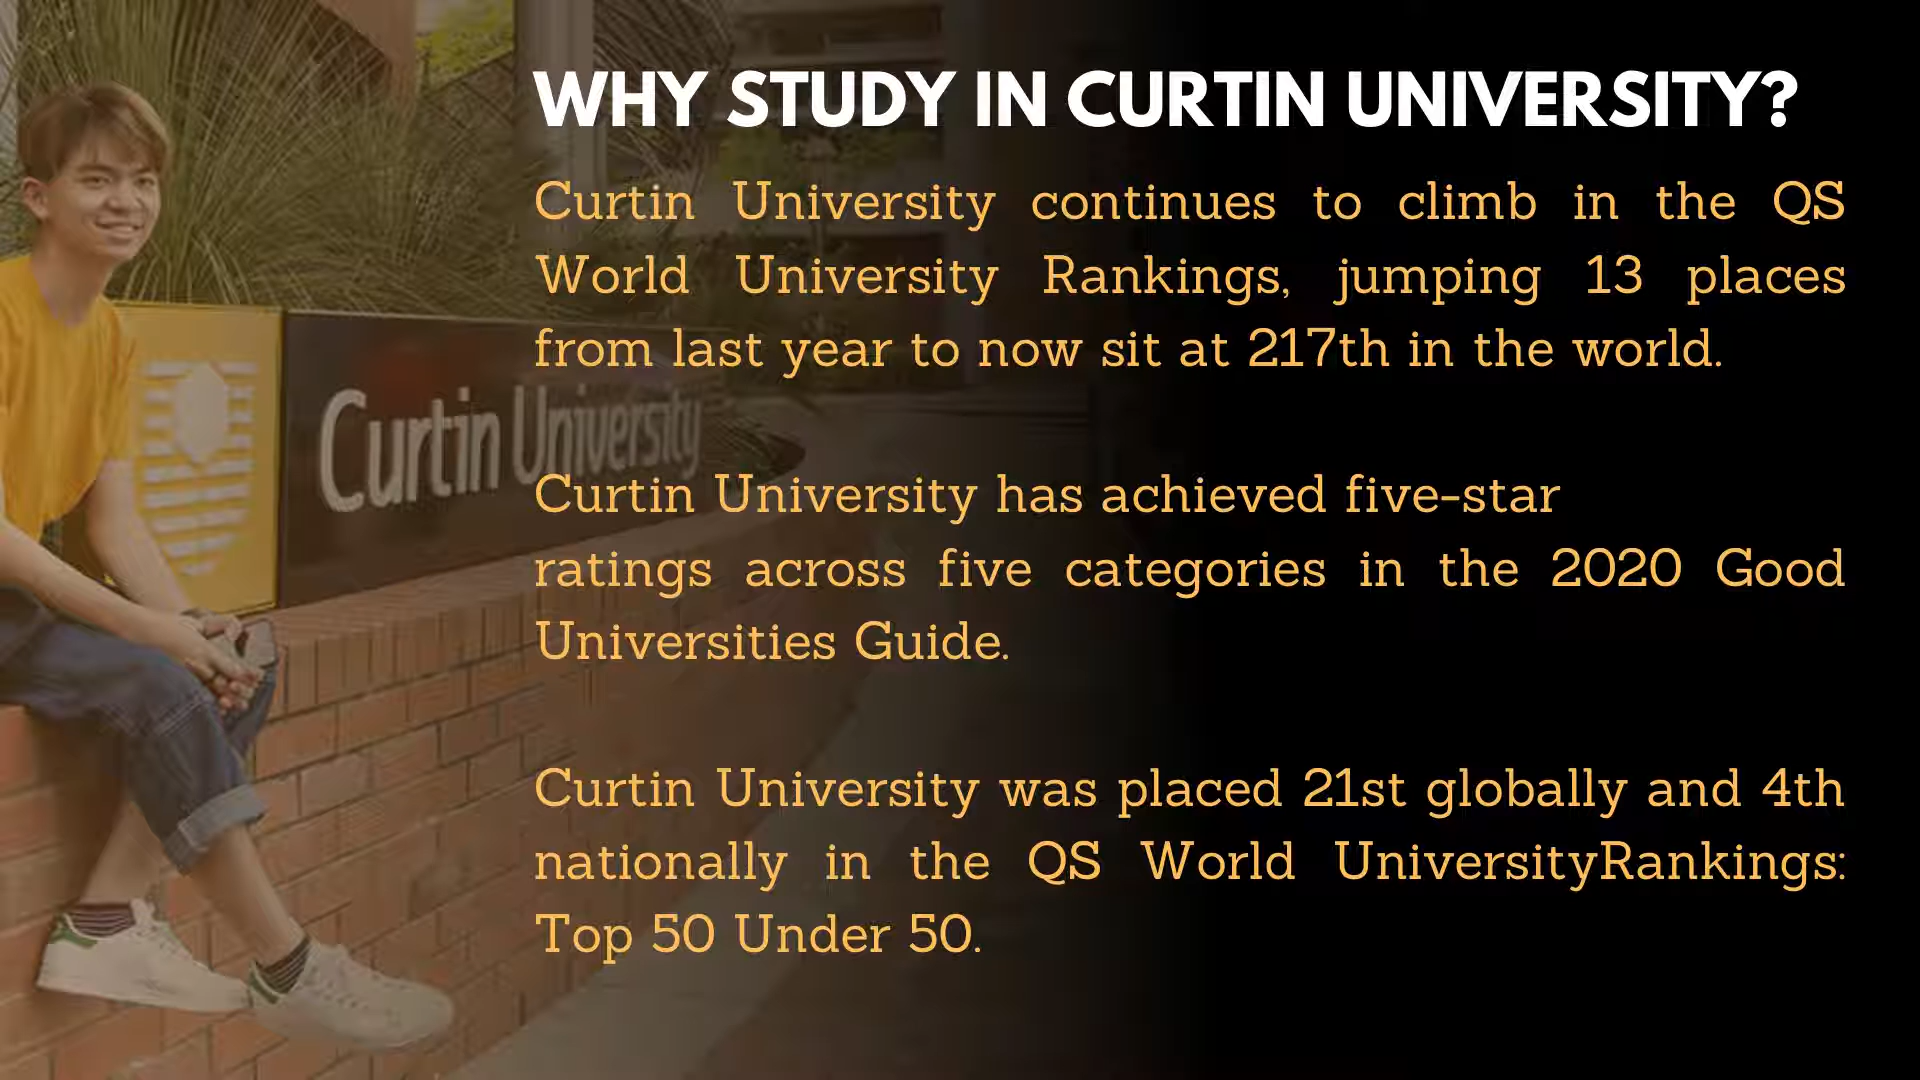 WHY STUDY IN CURTIN UNIVERSITY?
Curtin University continues to climb in the QS
World University Rankings, jumping 13 places
from last year to now sit at 217th in the world.
Curtin University
Curtin University has achieved five-star
ratings across five categories in the 2020 Good
Universities Guide.
Curtin University was placed 21st globally and 4th
nationally in the QS World UniversityRankings:
Top 50 Under 50.